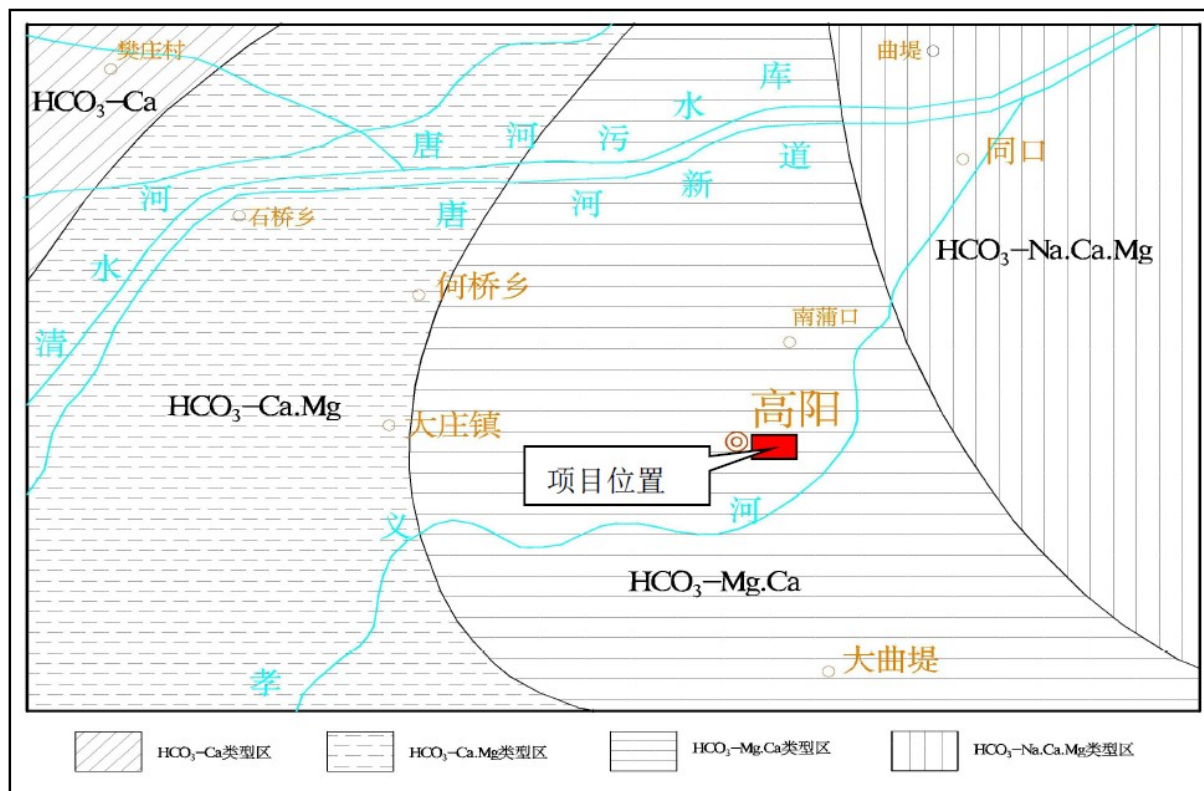 樊庄村
曲堤
HCO₃–Ca
唐河污水库
同口
清水河
石桥乡
唐河新道
HCO₃–Na.Ca.Mg
何桥乡
南蒲口
HCO₃–Ca.Mg
大庄镇
高阳
项目位置
孝义河
HCO₃–Mg.Ca
大曲堤
HCO₃–Ca类型区
HCO₃–Ca.Mg类型区
HCO₃–Mg.Ca类型区
HCO₃–Na.Ca.Mg类型区